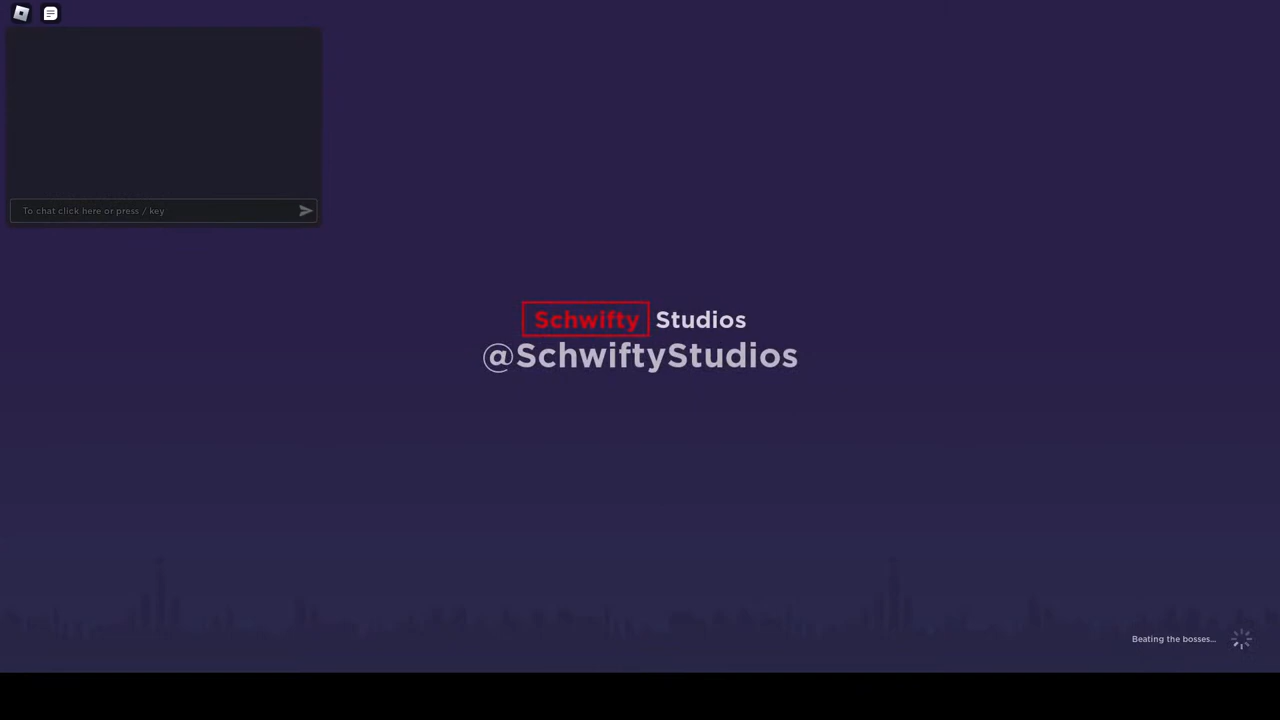 To chat click here or press / key
Schwifty Studios
@SchwiftyStudios
Beating the bosses...